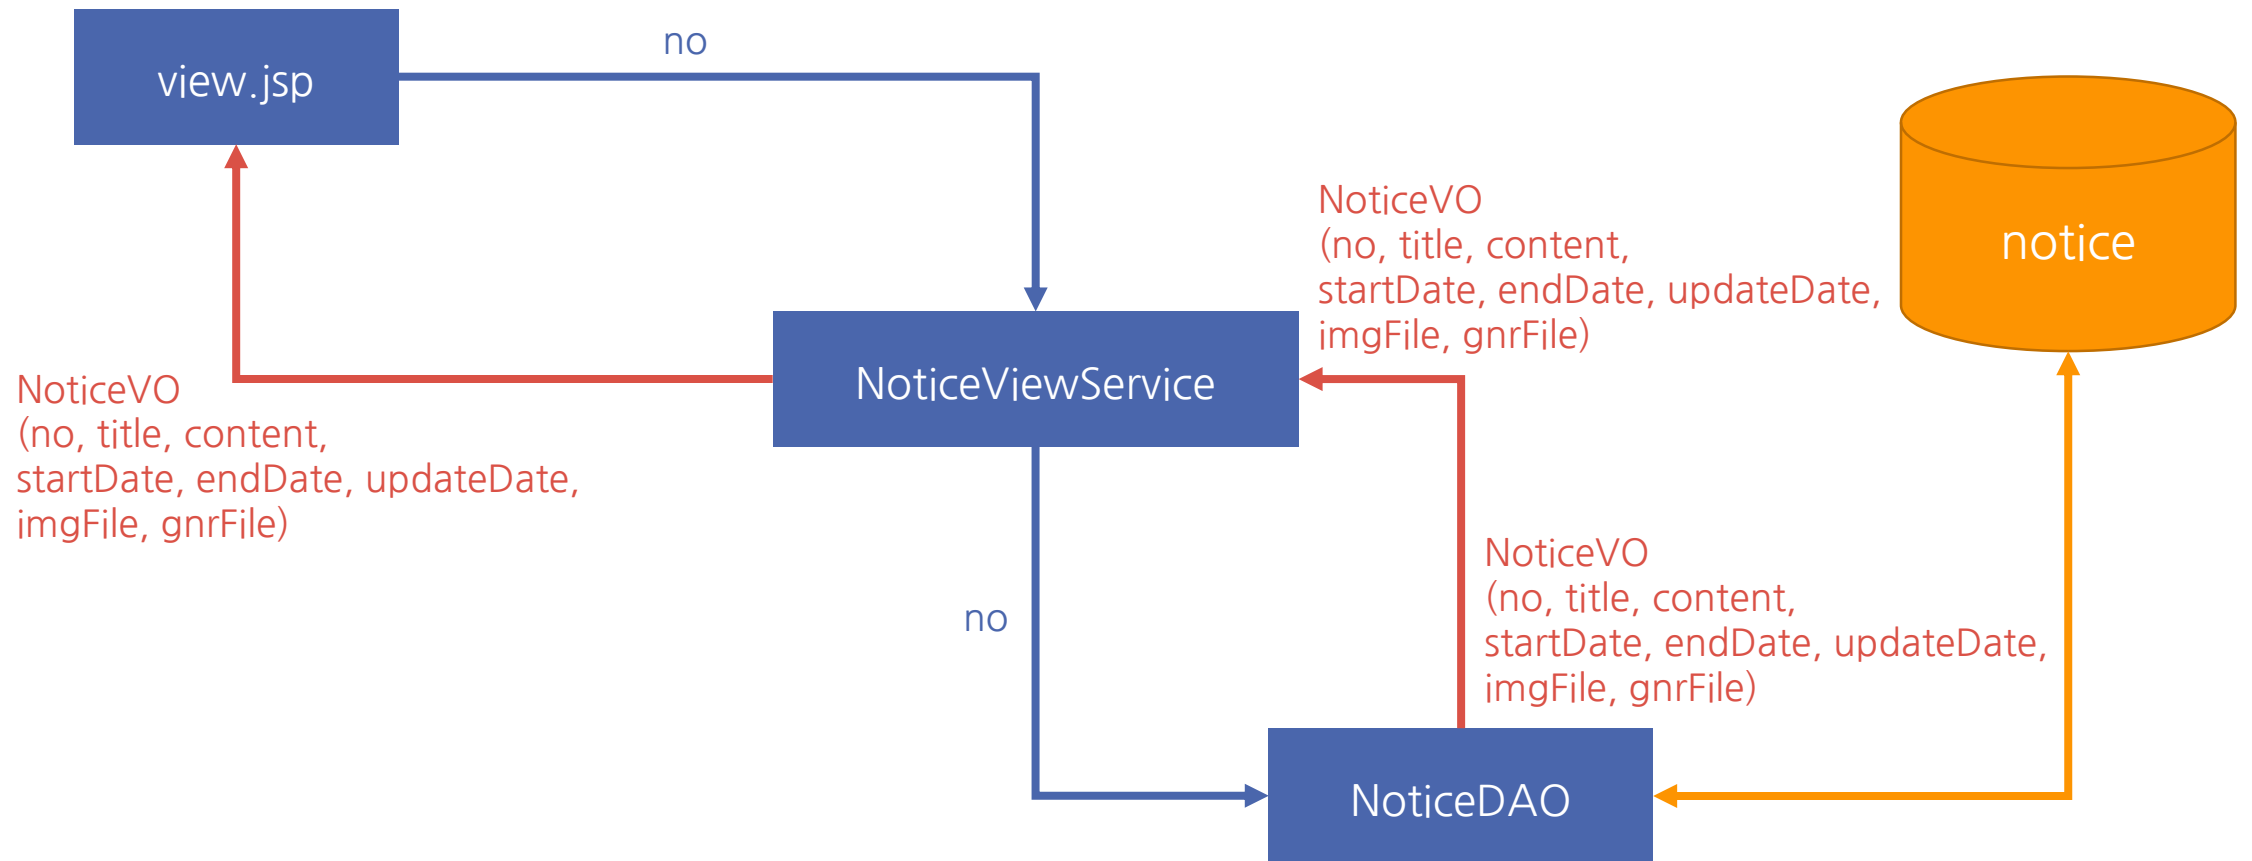 view.jsp
no
NoticeVO
(no, title, content,
startDate, endDate, updateDate,
imgFile, gnrFile)
notice
NoticeViewService
NoticeVO
(no, title, content,
startDate, endDate, updateDate,
imgFile, gnrFile)
no
NoticeVO
(no, title, content,
startDate, endDate, updateDate,
imgFile, gnrFile)
NoticeDAO